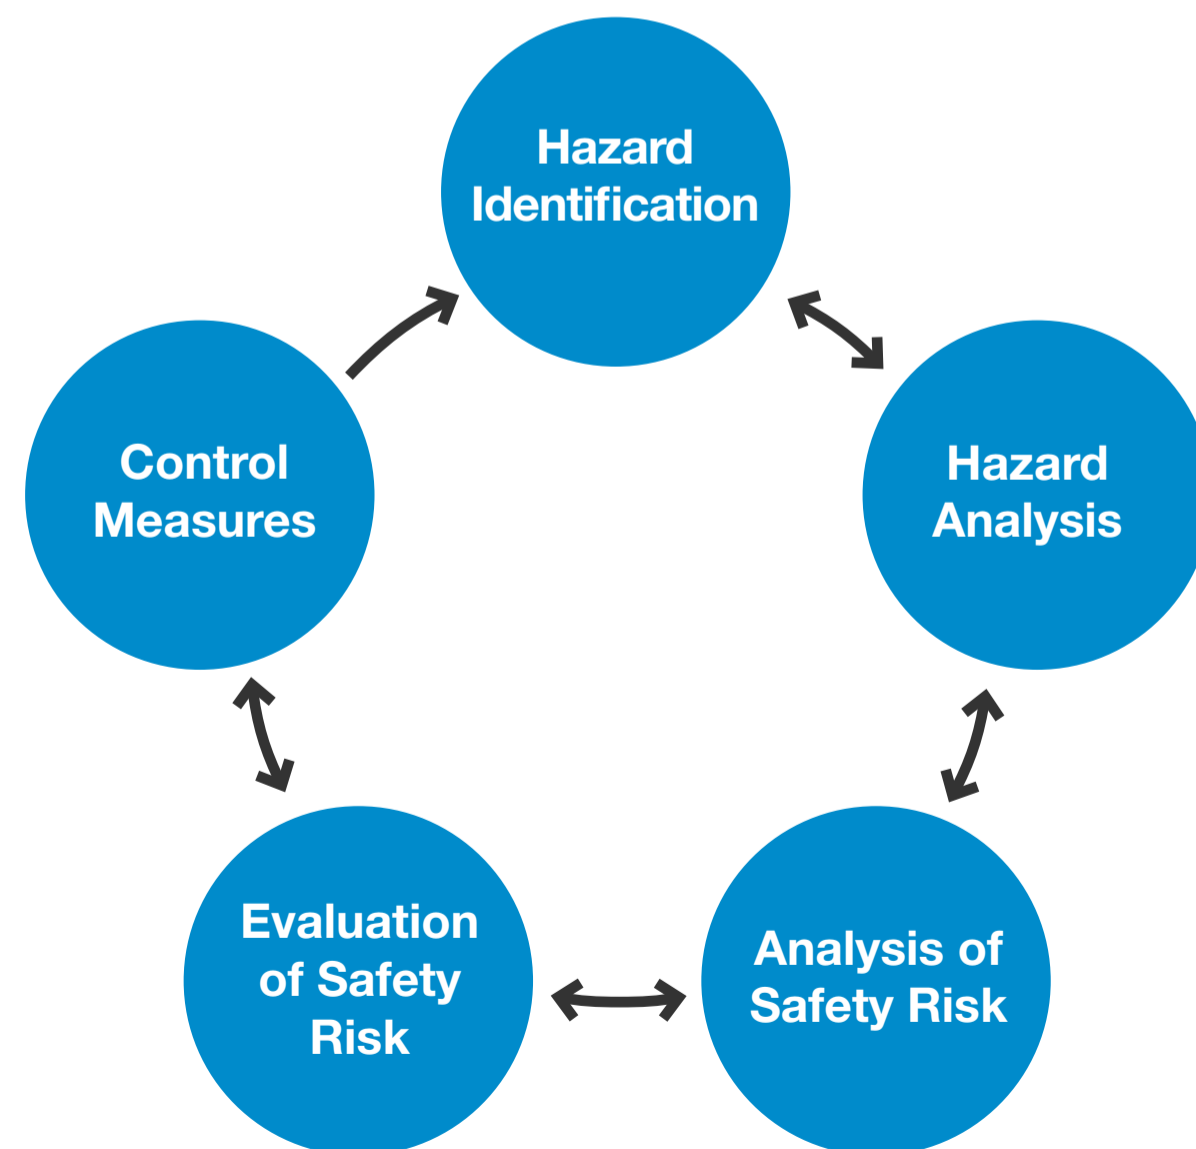 Hazard
Identification
Hazard
Analysis
Analysis of
Safety Risk
Evaluation
of Safety
Risk
Control
Measures